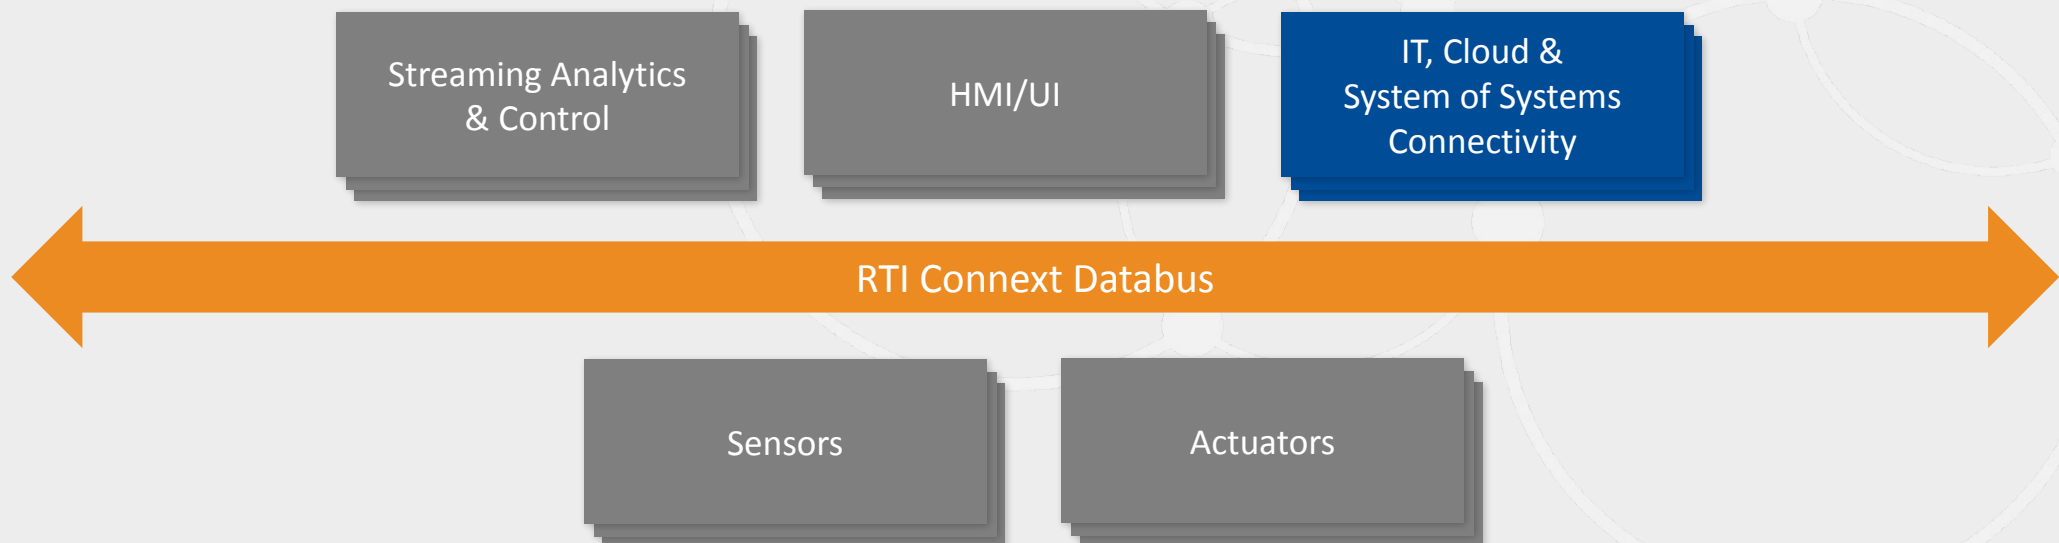 Streaming Analytics
& Control
HMI/UI
IT, Cloud &
System of Systems
Connectivity
RTI Connext Databus
Sensors
Actuators